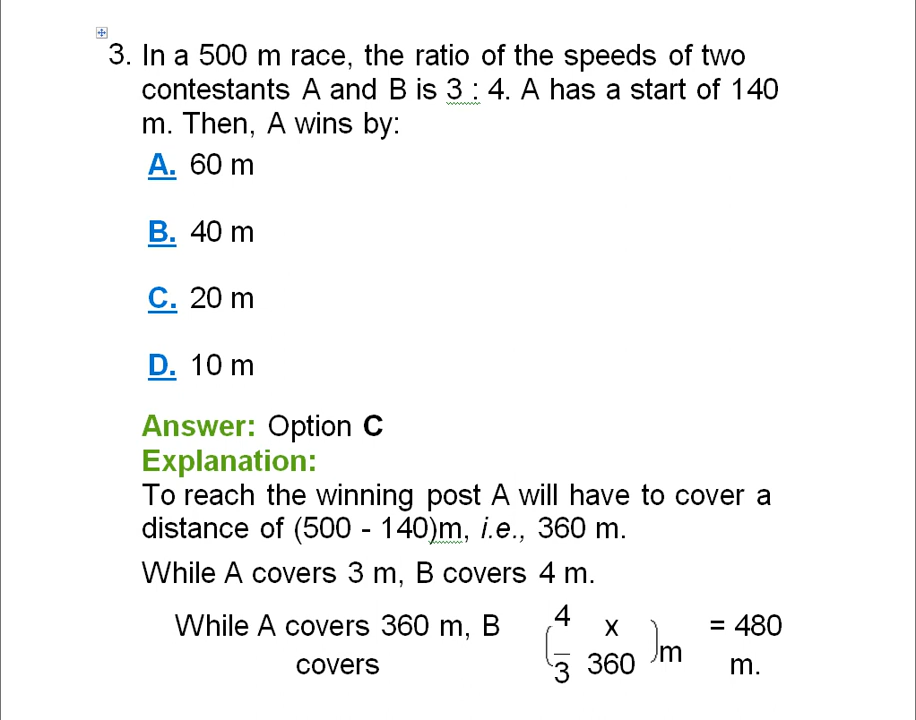 3. In a 500 m race, the ratio of the speeds of two
contestants A and B is 3 : 4. A has a start of 140
m. Then, A wins by:
A. 60 m
B. 40 m
C. 20 m
D. 10 m
Answer: Option C
Explanation:
To reach the winning post A will have to cover a
distance of (500 - 140)m, i.e., 360 m.
While A covers 3 m, B covers 4 m.
While A covers 360 m, B covers
(4/3 x 360)m = 480 m.